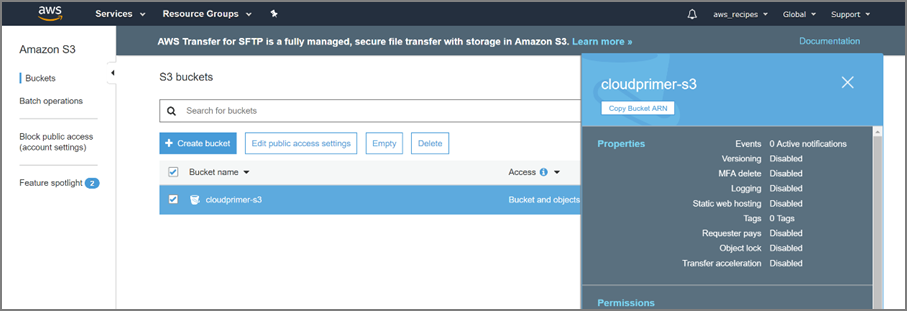 aws
Services
Resource Groups
aws_recipes
Global
Support
Amazon S3
Buckets
Batch operations
Block public access
(account settings)
Feature spotlight 2
AWS Transfer for SFTP is a fully managed, secure file transfer with storage in Amazon S3. Learn more »
Documentation
S3 buckets
Search for buckets
+ Create bucket
Edit public access settings
Empty
Delete
Bucket name
Access
cloudprimer-s3
Bucket and objects
cloudprimer-s3
Copy Bucket ARN
Properties
Events 0 Active notifications
Versioning Disabled
MFA delete Disabled
Logging Disabled
Static web hosting Disabled
Tags 0 Tags
Requester pays Disabled
Object lock Disabled
Transfer acceleration Disabled
Permissions